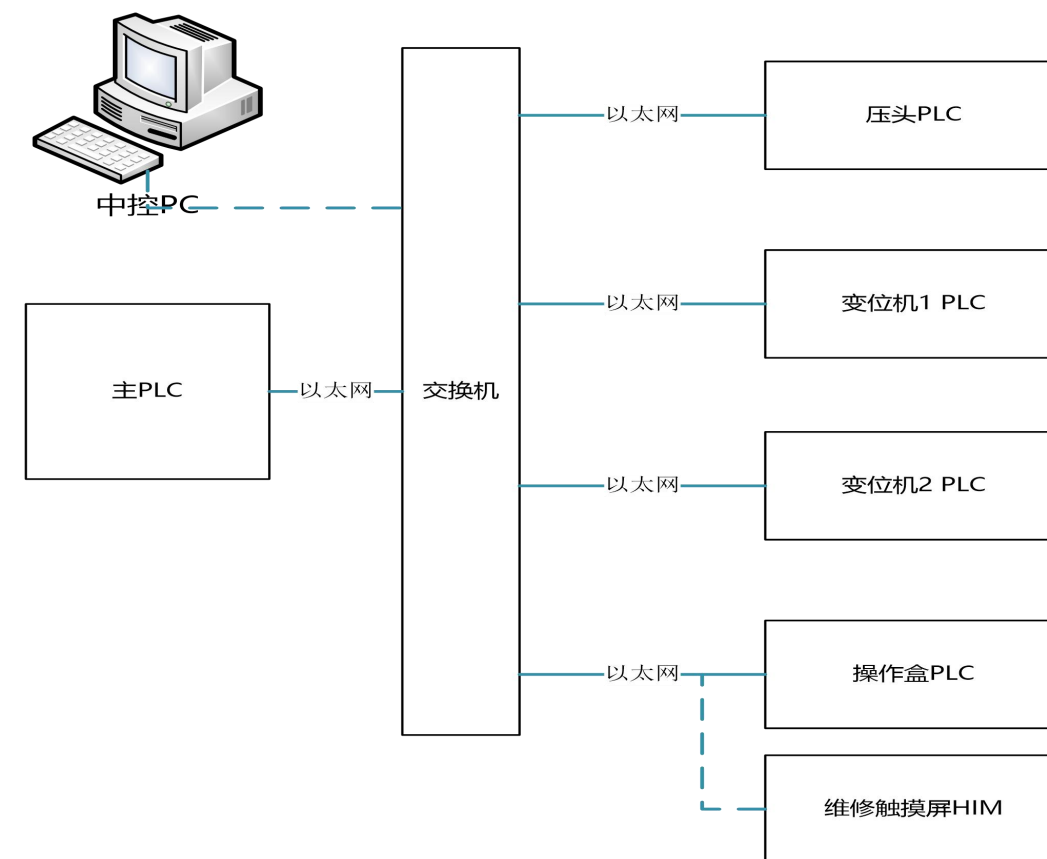 以太网
压头PLC
中控PC
以太网
变位机1 PLC
主PLC
以太网
交换机
以太网
变位机2 PLC
以太网
操作盒PLC
维修触摸屏HIM